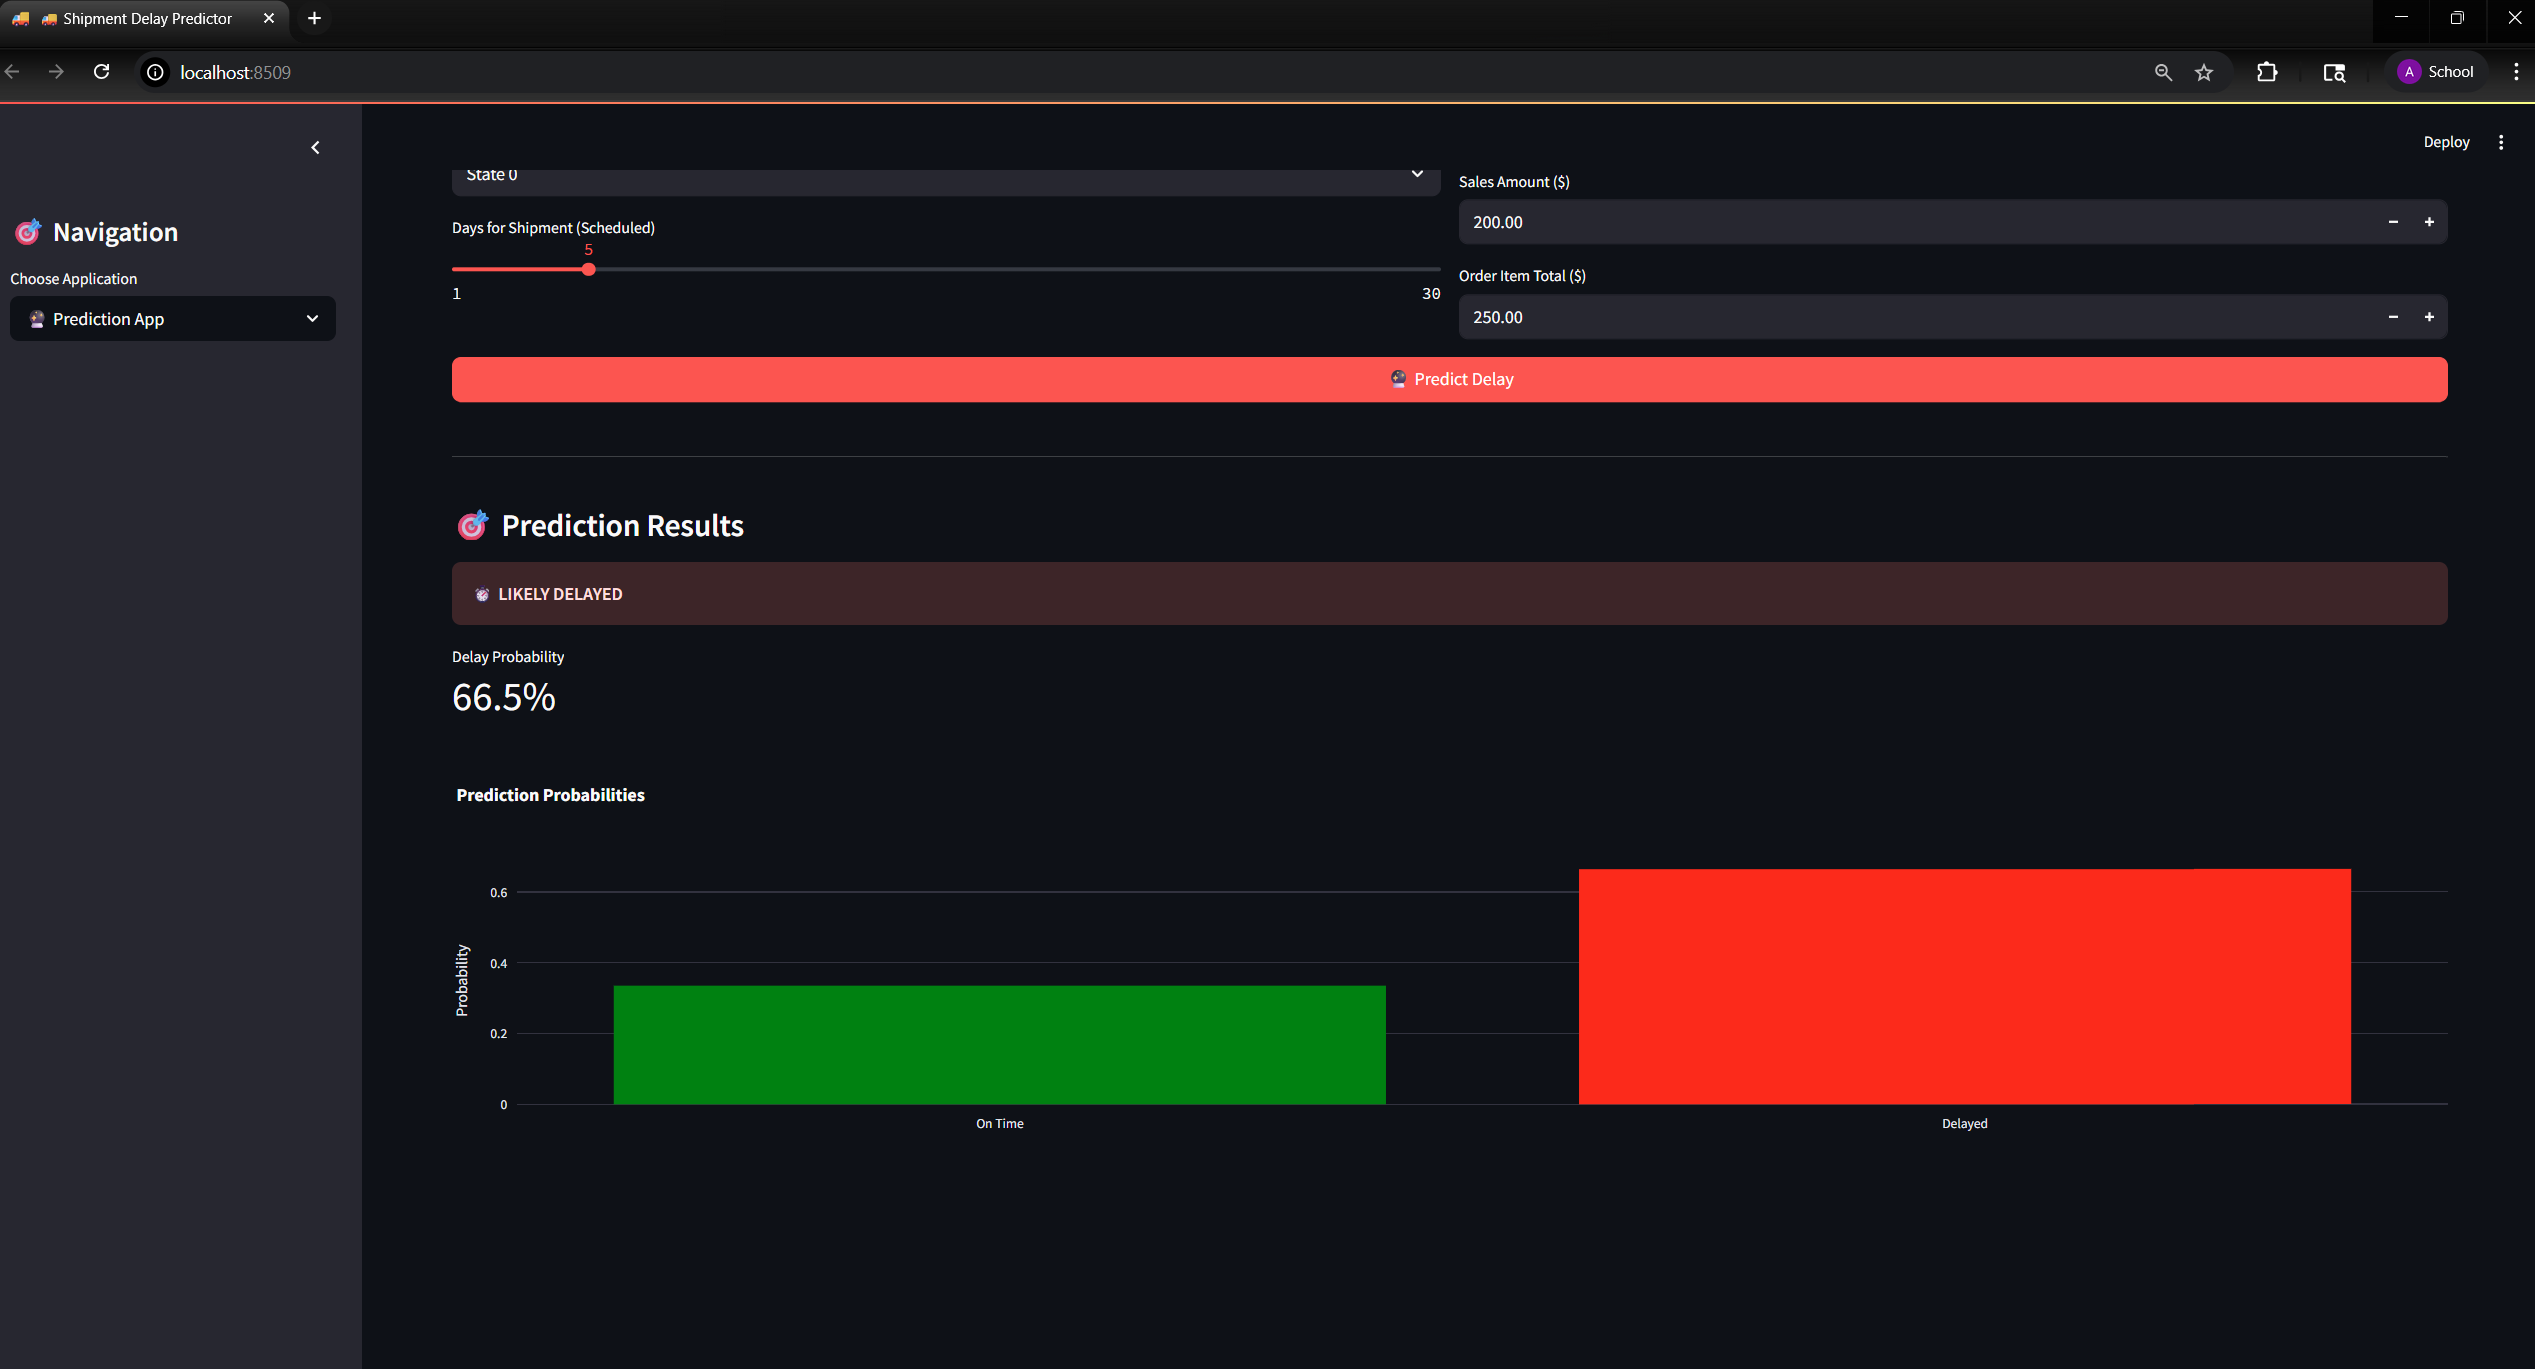 Shipment Delay Predictor
localhost:8509
School
A
Deploy
Navigation
Choose Application
Prediction App
State 0
Days for Shipment (Scheduled)
5
1
30
Sales Amount ($)
200.00
Order Item Total ($)
250.00
Predict Delay
Prediction Results
LIKELY DELAYED
Delay Probability
66.5%
Prediction Probabilities
Probability
0.6
0.4
0.2
0
On Time
Delayed